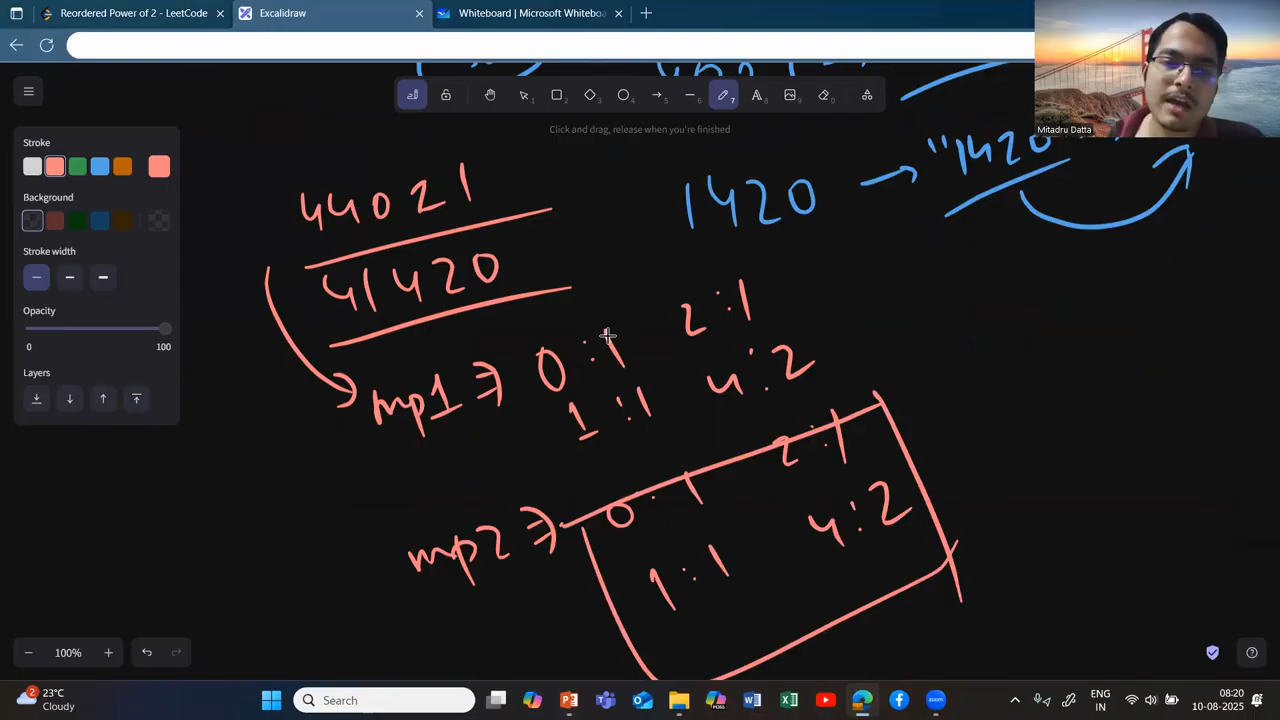 Reordered Power of 2 - LeetCode
Excalidraw
Whiteboard | Microsoft Whiteboa
Click and drag, release when you're finished
Mitadru Datta
Stroke
Background
Stroke width
Opacity
0 100
Layers
44021
41420
1420 → "1420
mp1 ⇒ 0:1 2:1
1:1 4:2
mp2 ⇒ 0:1 2:1
1:1 4:2
100%
23°C
Cloudy
2
Search
ENG
IN
08:20
10-08-2025